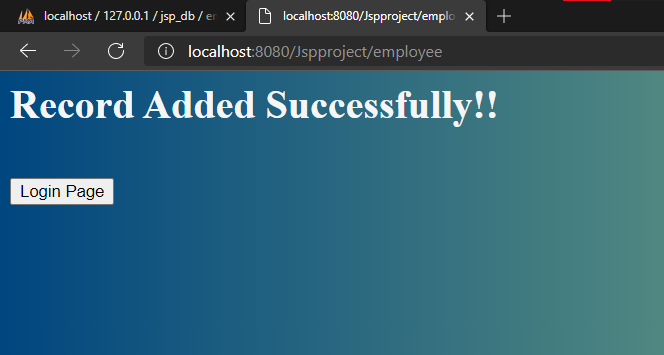 localhost / 127.0.0.1 / jsp_db / en
localhost:8080/Jspproject/emplo
localhost:8080/Jspproject/employee
Record Added Successfully!!
Login Page